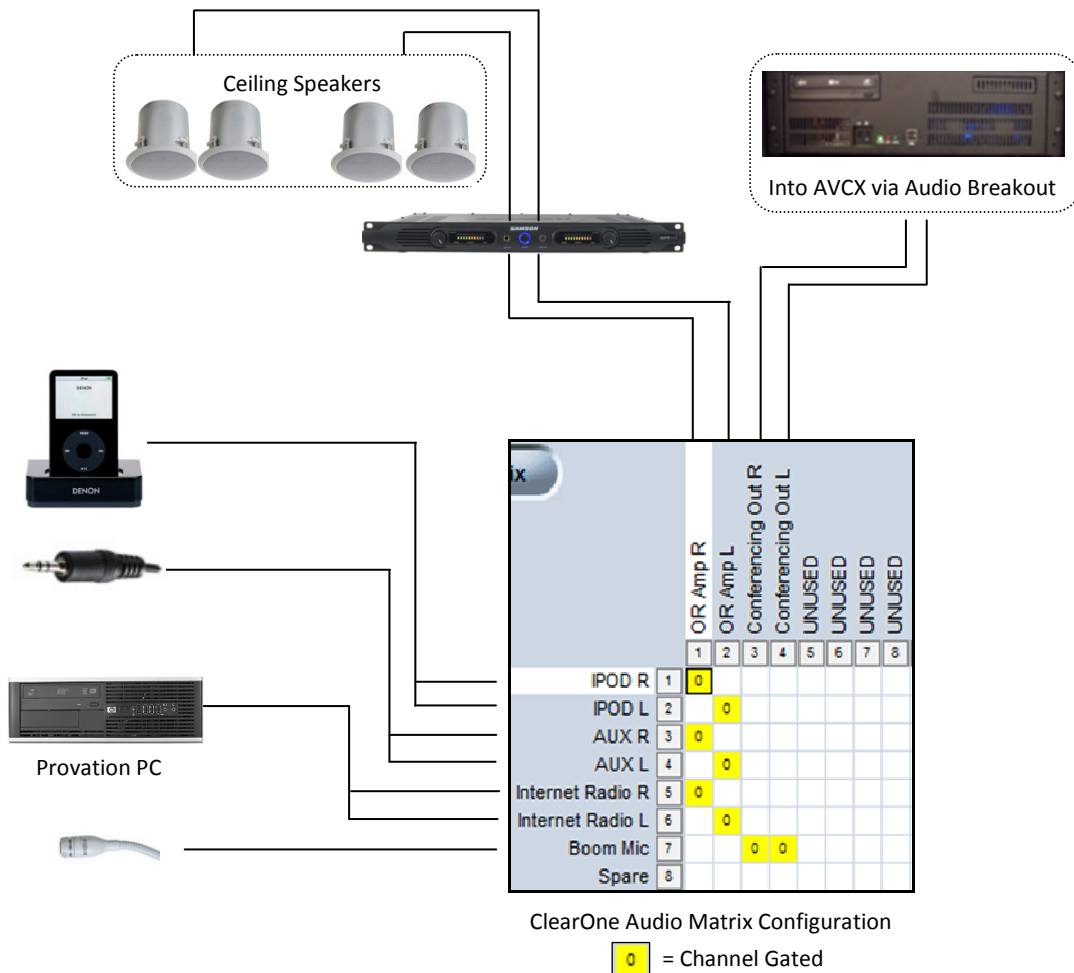 Ceiling Speakers
Into AVCX via Audio Breakout
SAMSON
DENON
DENON
Provation PC
ix
OR Amp R
OR Amp L
Conferencing Out R
Conferencing Out L
UNUSED
UNUSED
UNUSED
UNUSED
1 2 3 4 5 6 7 8
IPOD R 1 0
IPOD L 2 0
AUX R 3 0
AUX L 4 0
Internet Radio R 5 0
Internet Radio L 6 0
Boom Mic 7 0 0
Spare 8
ClearOne Audio Matrix Configuration
0 = Channel Gated